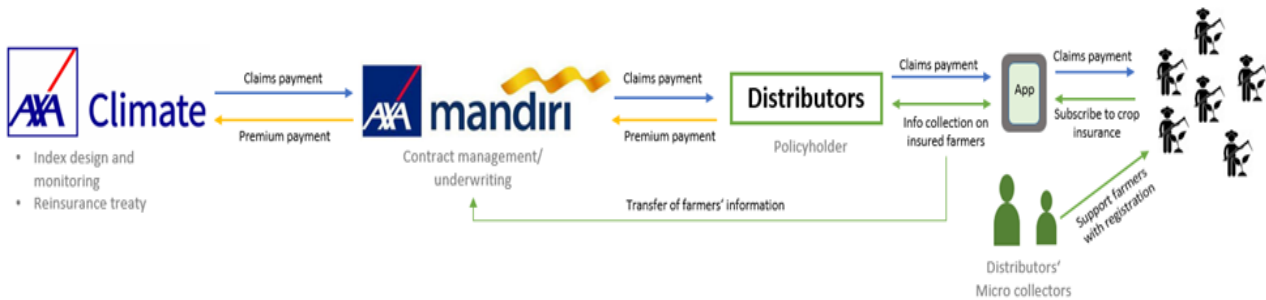 AXA Climate
• Index design and
monitoring
• Reinsurance treaty
Claims payment
Premium payment
AXA mandiri
Contract management/
underwriting
Claims payment
Premium payment
Distributors
Policyholder
Claims payment
Info collection on
insured farmers
Transfer of farmers' information
App
Claims payment
Subscribe to crop
insurance
Support farmers
with registration
Distributors'
Micro collectors